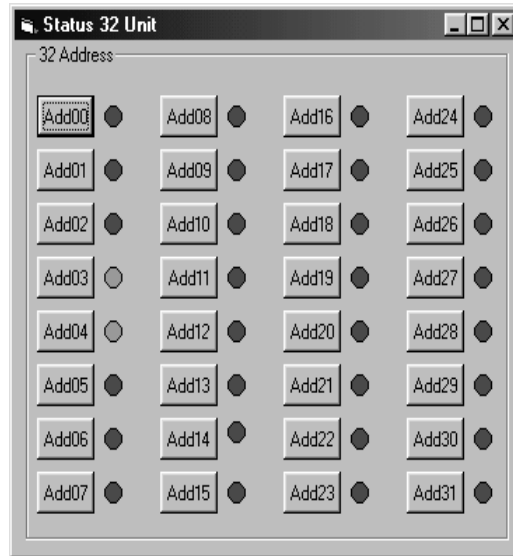 Status 32 Unit
32 Address
Add00 Add08 Add16 Add24
Add01 Add09 Add17 Add25
Add02 Add10 Add18 Add26
Add03 Add11 Add19 Add27
Add04 Add12 Add20 Add28
Add05 Add13 Add21 Add29
Add06 Add14 Add22 Add30
Add07 Add15 Add23 Add31